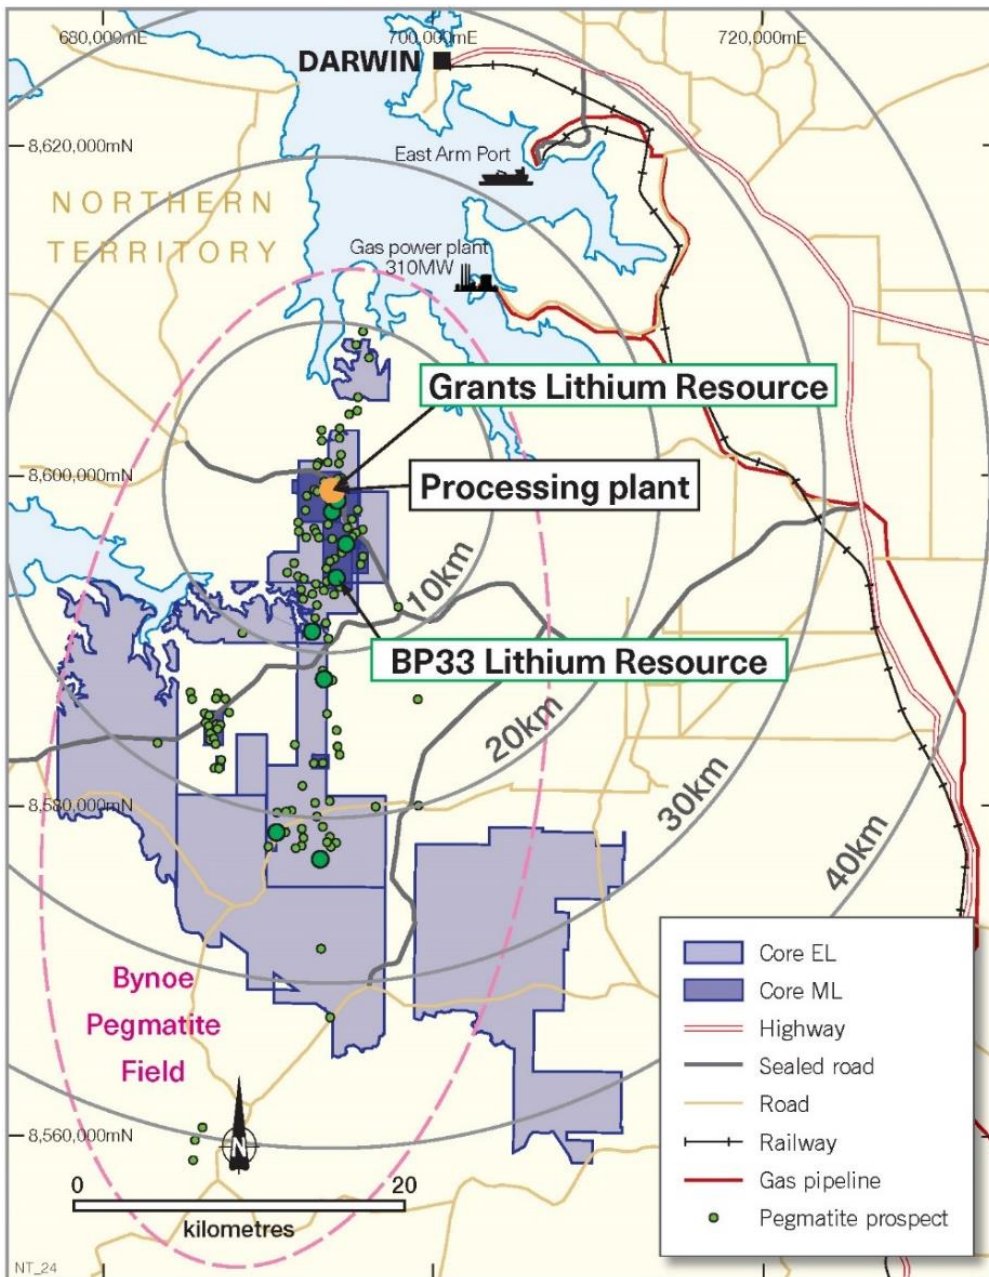 680,000mE
700,000mE
720,000mE
DARWIN
8,620,000mN
East Arm Port
NORTHERN
TERRITORY
Gas power plant
310MW
Grants Lithium Resource
8,600,000mN
Processing plant
10km
BP33 Lithium Resource
20km
8,580,000mN
30km
40km
Bynoe
Pegmatite
Field
8,560,000mN
N
0 20
kilometres
Core EL
Core ML
Highway
Sealed road
Road
Railway
Gas pipeline
Pegmatite prospect
NT_24